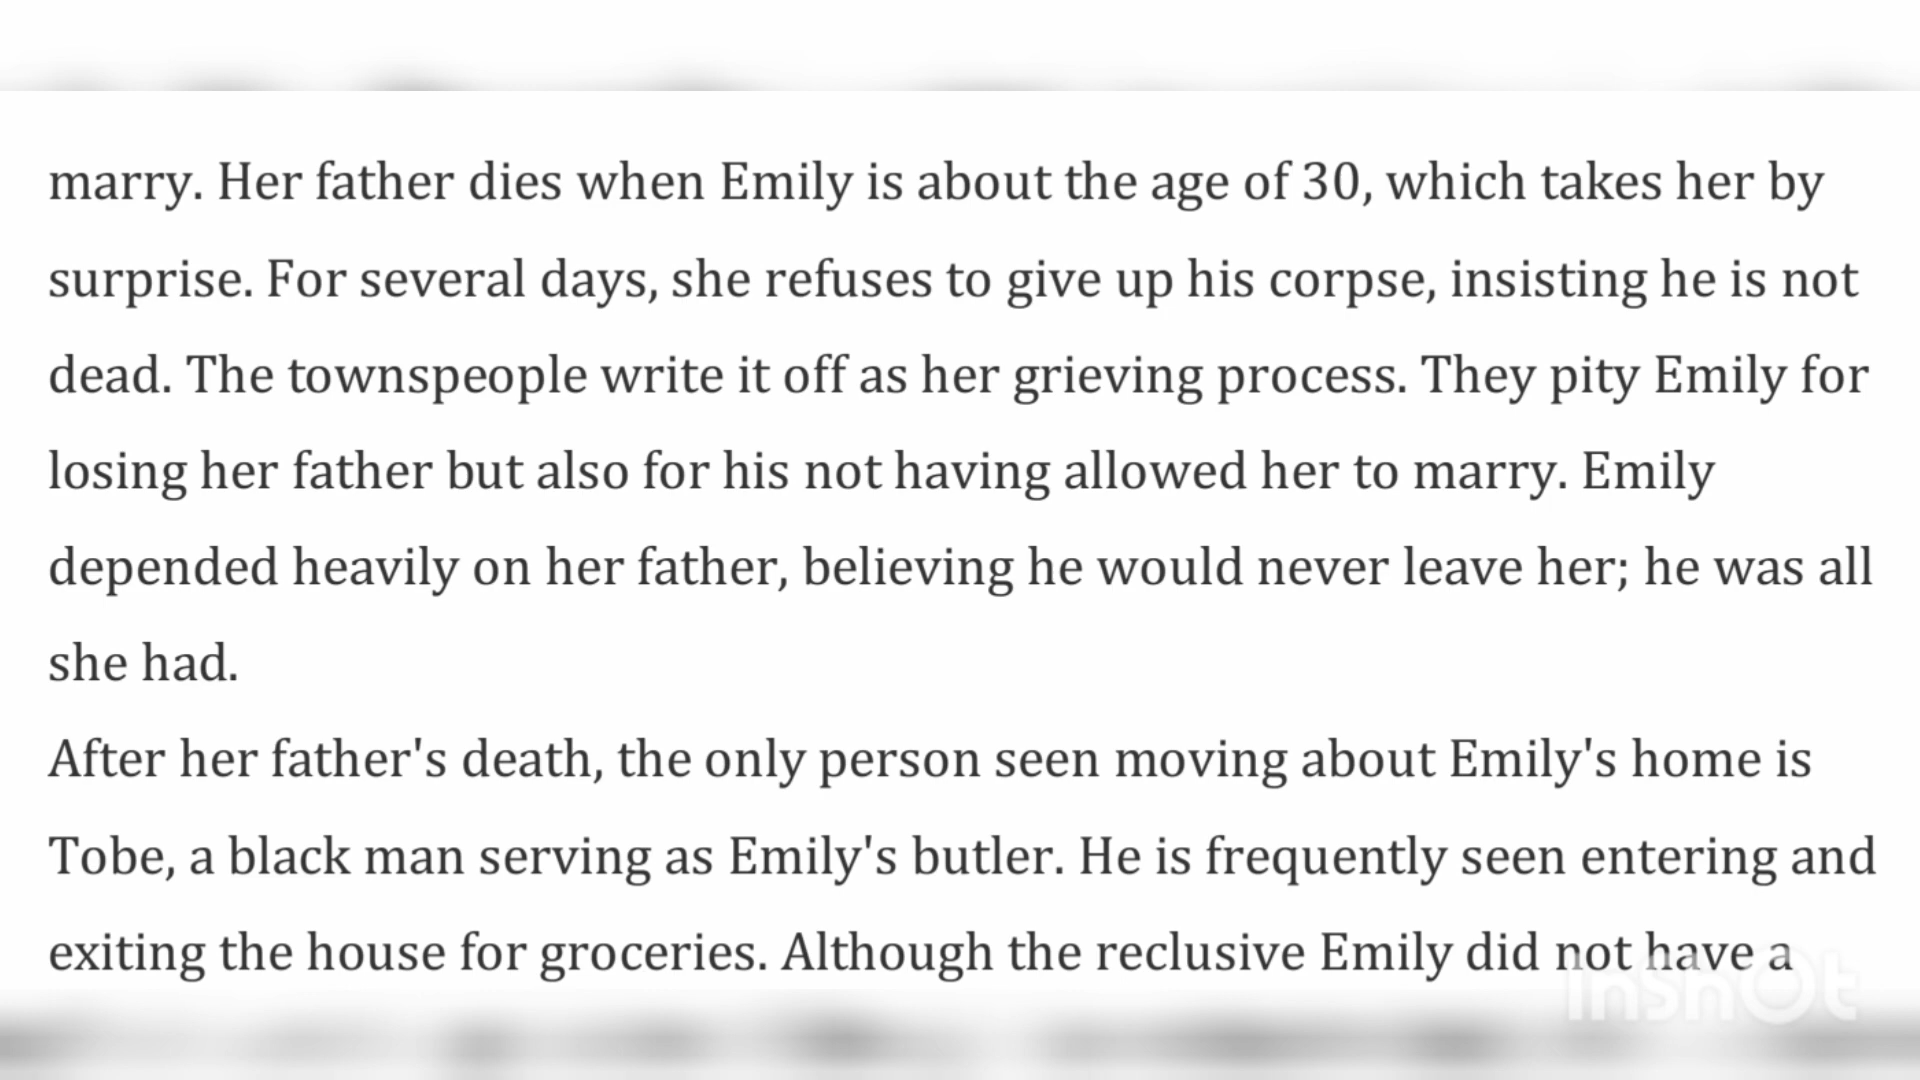 marry. Her father dies when Emily is about the age of 30, which takes her by
surprise. For several days, she refuses to give up his corpse, insisting he is not
dead. The townspeople write it off as her grieving process. They pity Emily for
losing her father but also for his not having allowed her to marry. Emily
depended heavily on her father, believing he would never leave her; he was all
she had.
After her father's death, the only person seen moving about Emily's home is
Tobe, a black man serving as Emily's butler. He is frequently seen entering and
exiting the house for groceries. Although the reclusive Emily did not have a
InShOt